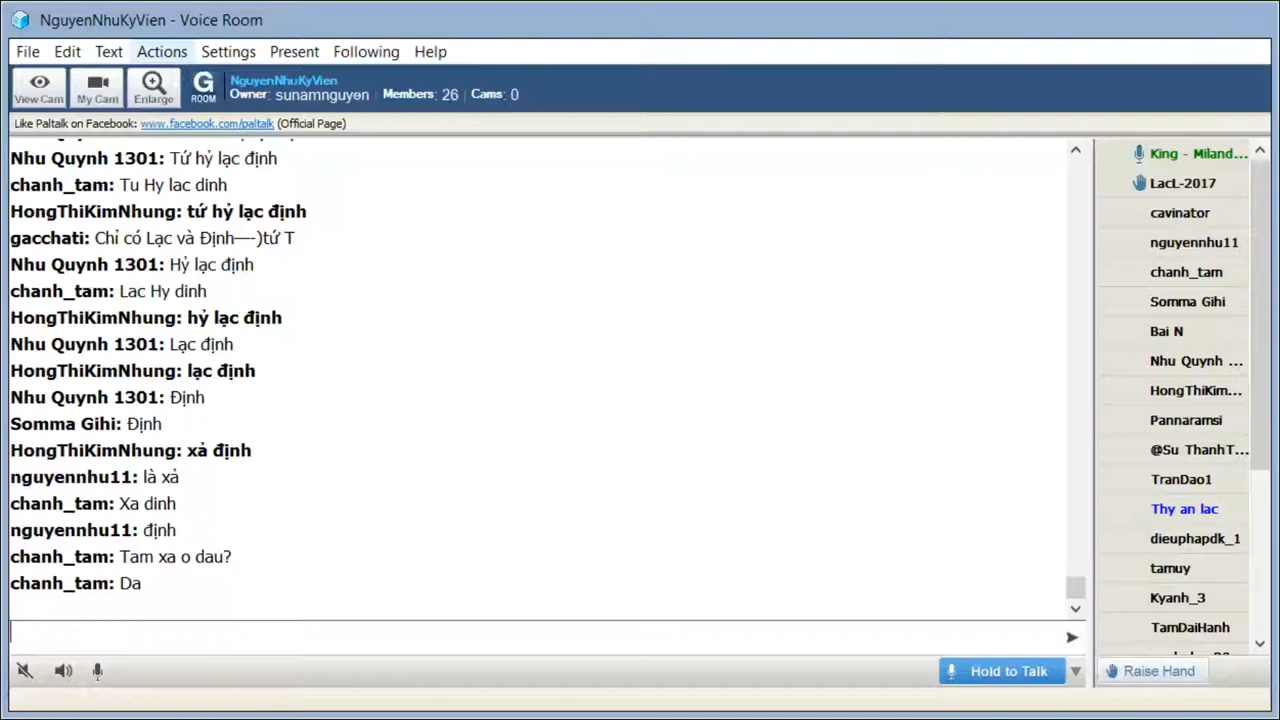 NguyenNhuKyVien - Voice Room
File Edit Text Actions Settings Present Following Help
View Cam My Cam Enlarge G ROOM
NguyenNhuKyVien
Owner: sunamnguyen Members: 26 Cams: 0
Like Paltalk on Facebook: www.facebook.com/paltalk (Official Page)
Nhu Quynh 1301: Tứ hỷ lạc định
chanh_tam: Tu Hy lac dinh
HongThiKimNhung: tứ hỷ lạc định
gacchati: Chỉ có Lạc và Định—-)tứ T
Nhu Quynh 1301: Hỷ lạc định
chanh_tam: Lac Hy dinh
HongThiKimNhung: hỷ lạc định
Nhu Quynh 1301: Lạc định
HongThiKimNhung: lạc định
Nhu Quynh 1301: Định
Somma Gihi: Định
HongThiKimNhung: xả định
nguyennhu11: là xả
chanh_tam: Xa dinh
nguyennhu11: định
chanh_tam: Tam xa o dau?
chanh_tam: Da
King - Miland...
LacL-2017
cavinator
nguyennhu11
chanh_tam
Somma Gihi
Bai N
Nhu Quynh ...
HongThiKim...
Pannaramsi
@Su ThanhT...
TranDao1
Thy an lac
dieuphapdk_1
tamuy
Kyanh_3
TamDaiHanh
Hold to Talk
Raise Hand